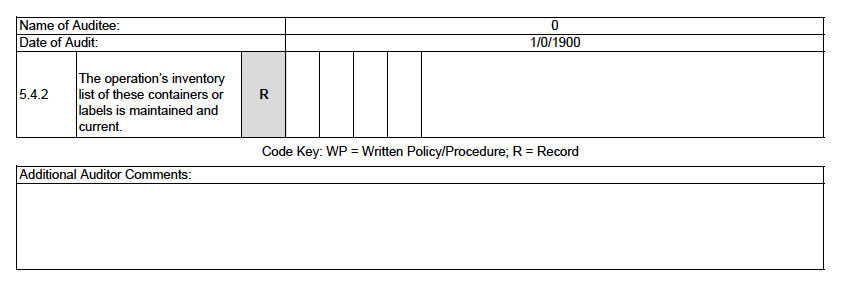 Name of Auditee: 0
Date of Audit: 1/0/1900
5.4.2 The operation’s inventory
list of these containers or
labels is maintained and
current. R
Code Key: WP = Written Policy/Procedure; R = Record
Additional Auditor Comments: